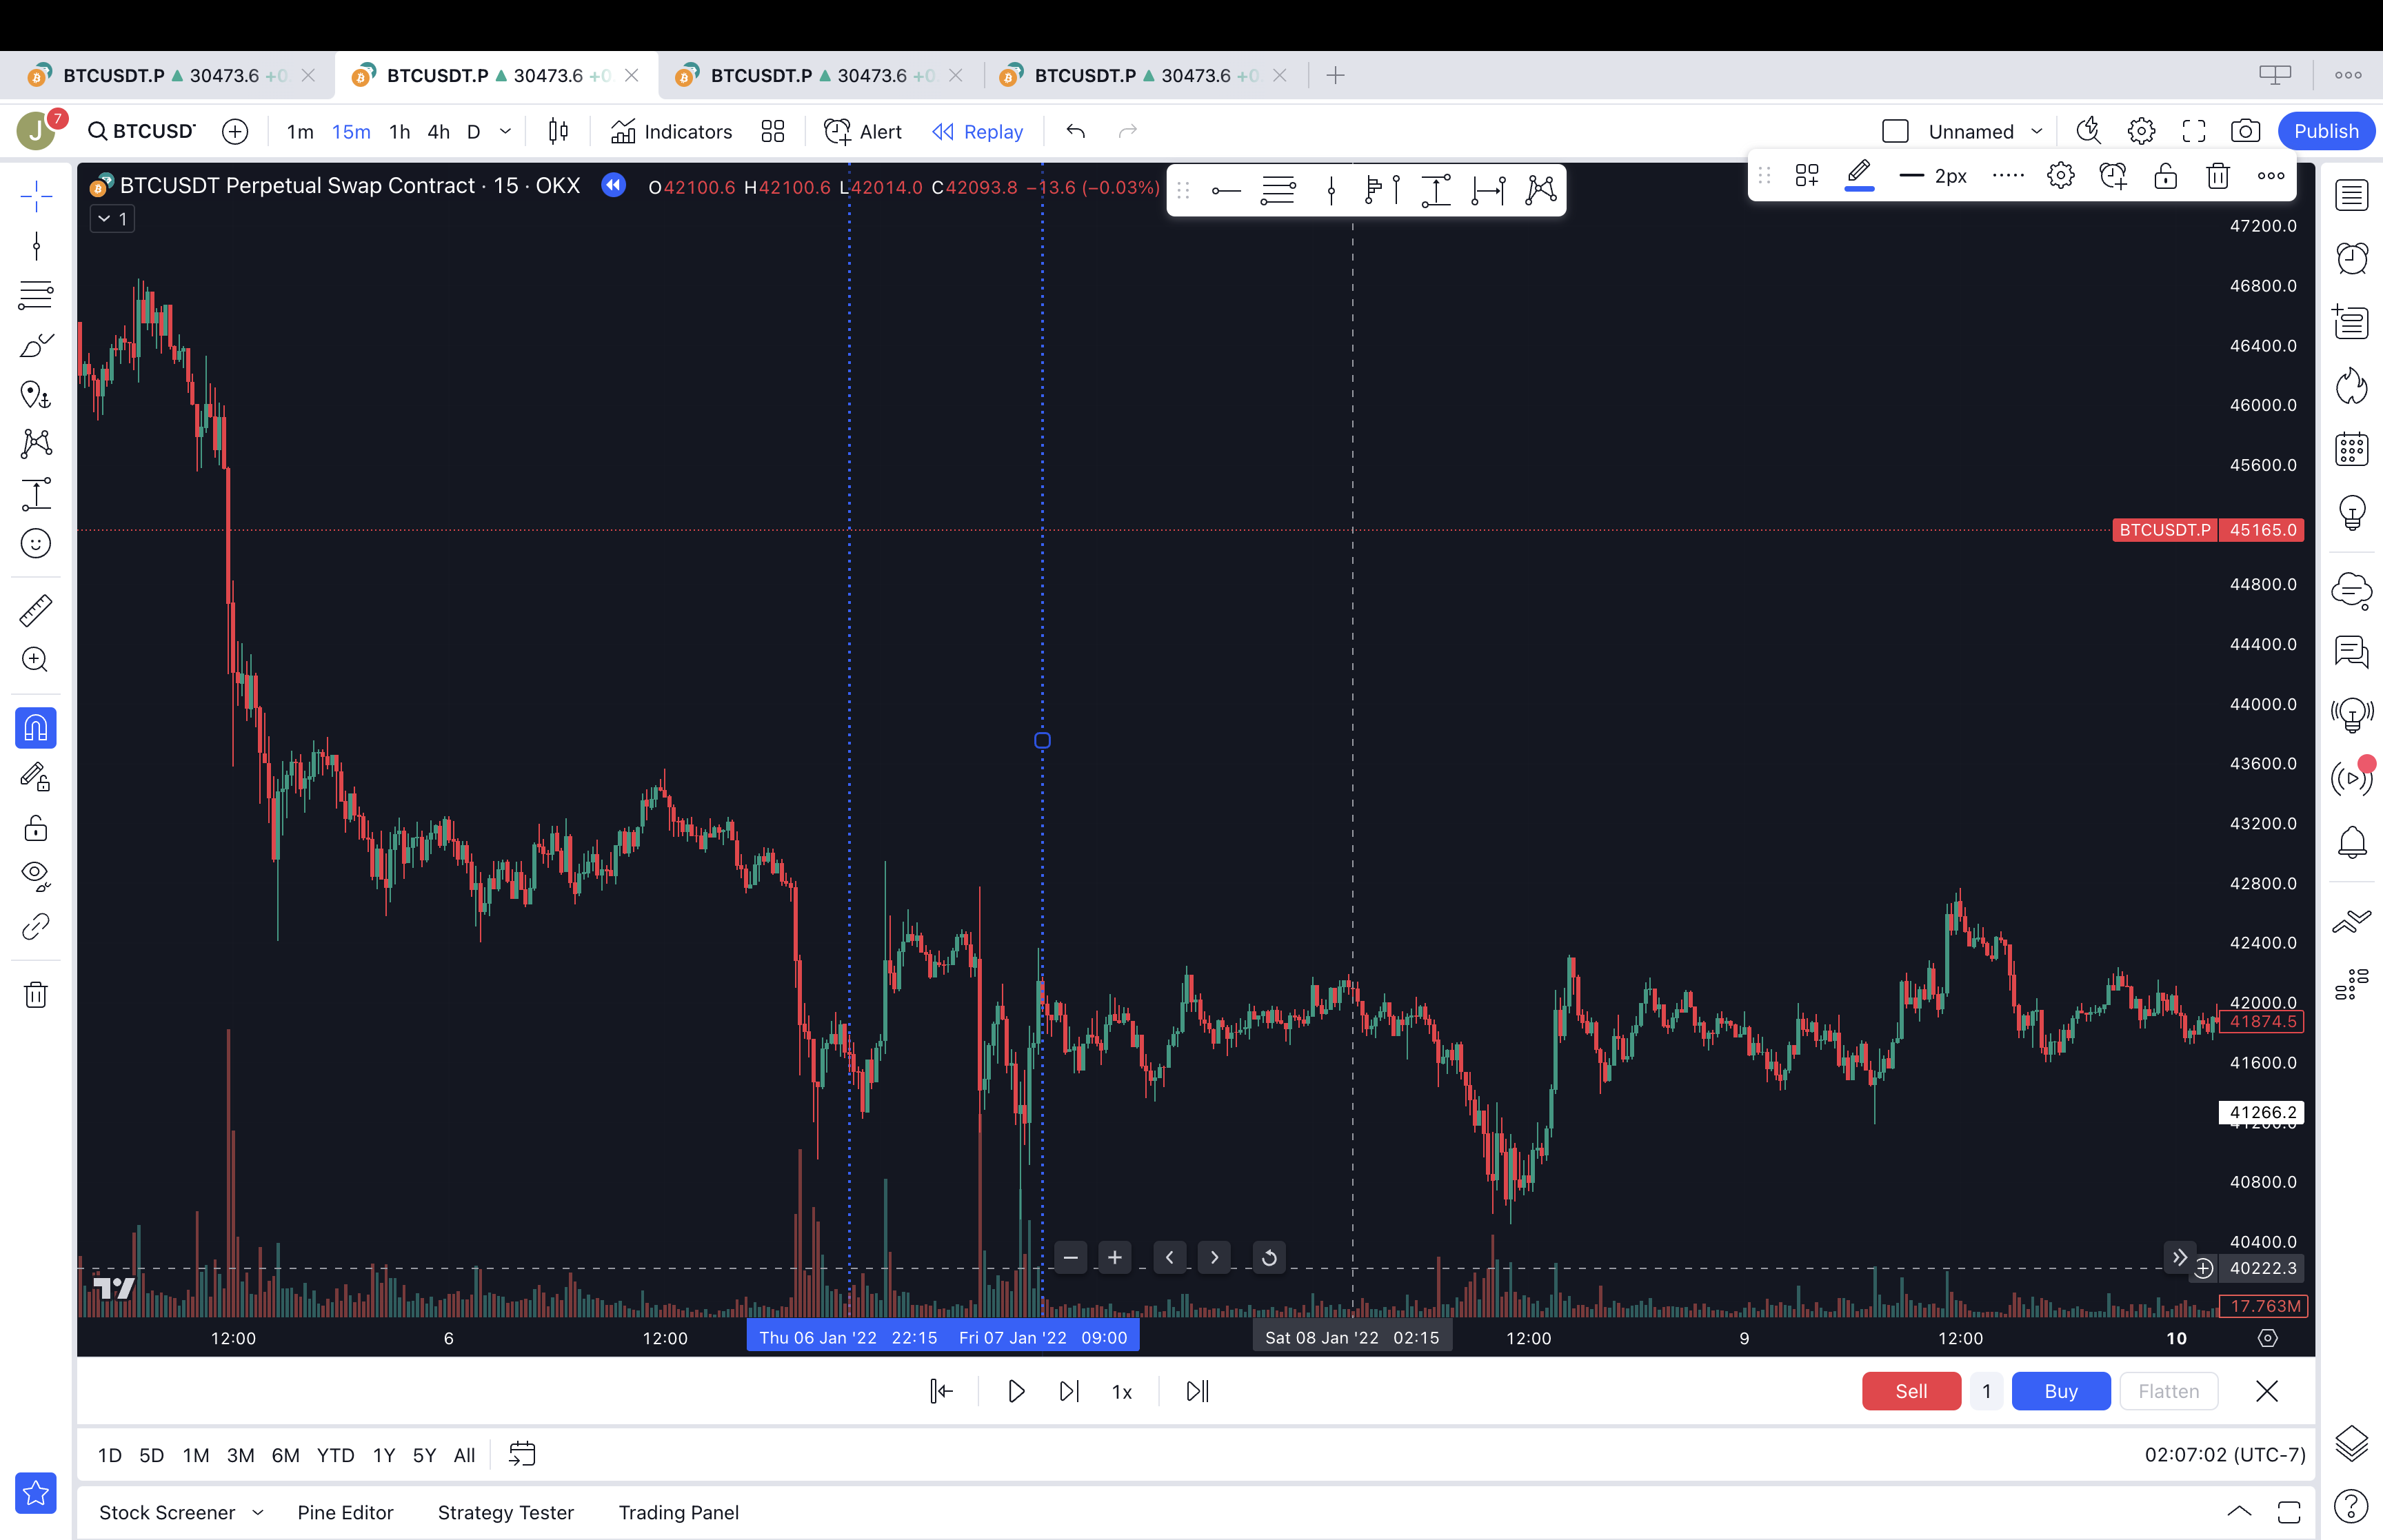 BTCUSDT.P 30473.6 +0 BTCUSDT.P 30473.6 +0 BTCUSDT.P 30473.6 +0 BTCUSDT.P 30473.6 +0
J 7 BTCUSD 1m 15m 1h 4h D Indicators Alert Replay Unnamed Publish
BTCUSDT Perpetual Swap Contract · 15 · OKX O42100.6 H42100.6 L42014.0 C42093.8 −13.6 (−0.03%)
2px
1
47200.0
46800.0
46400.0
46000.0
45600.0
BTCUSDT.P 45165.0
44800.0
44400.0
44000.0
43600.0
43200.0
42800.0
42400.0
42000.0
41874.5
41600.0
41266.2
40800.0
40400.0
40222.3
17.763M
12:00 6 12:00 Thu 06 Jan '22 22:15 Fri 07 Jan '22 09:00 Sat 08 Jan '22 02:15 12:00 9 12:00 10
1x Sell 1 Buy Flatten
1D 5D 1M 3M 6M YTD 1Y 5Y All 02:07:02 (UTC-7)
Stock Screener Pine Editor Strategy Tester Trading Panel